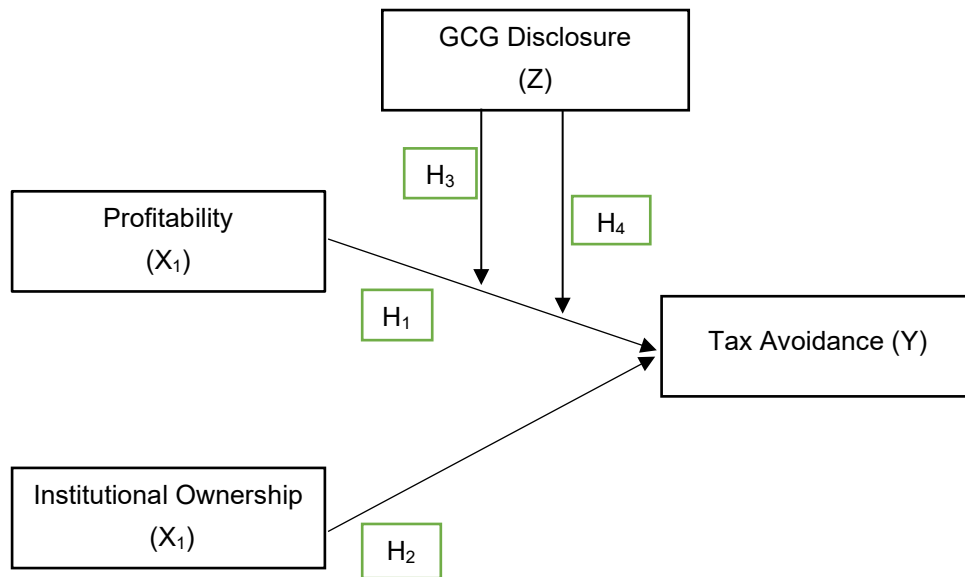 GCG Disclosure
(Z)
H₃
H₄
Profitability
(X₁)
H₁
Tax Avoidance (Y)
Institutional Ownership
(X₁)
H₂